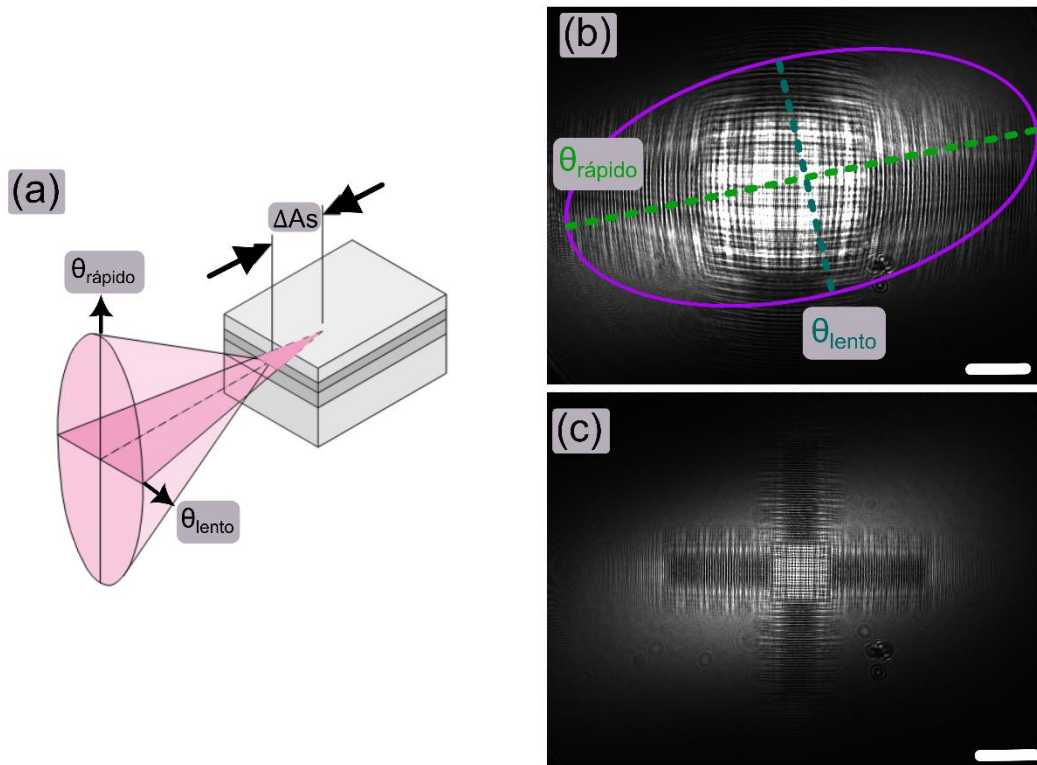 (a)
ΔAs
θrápido
θlento
(b)
θrápido
θlento
(c)